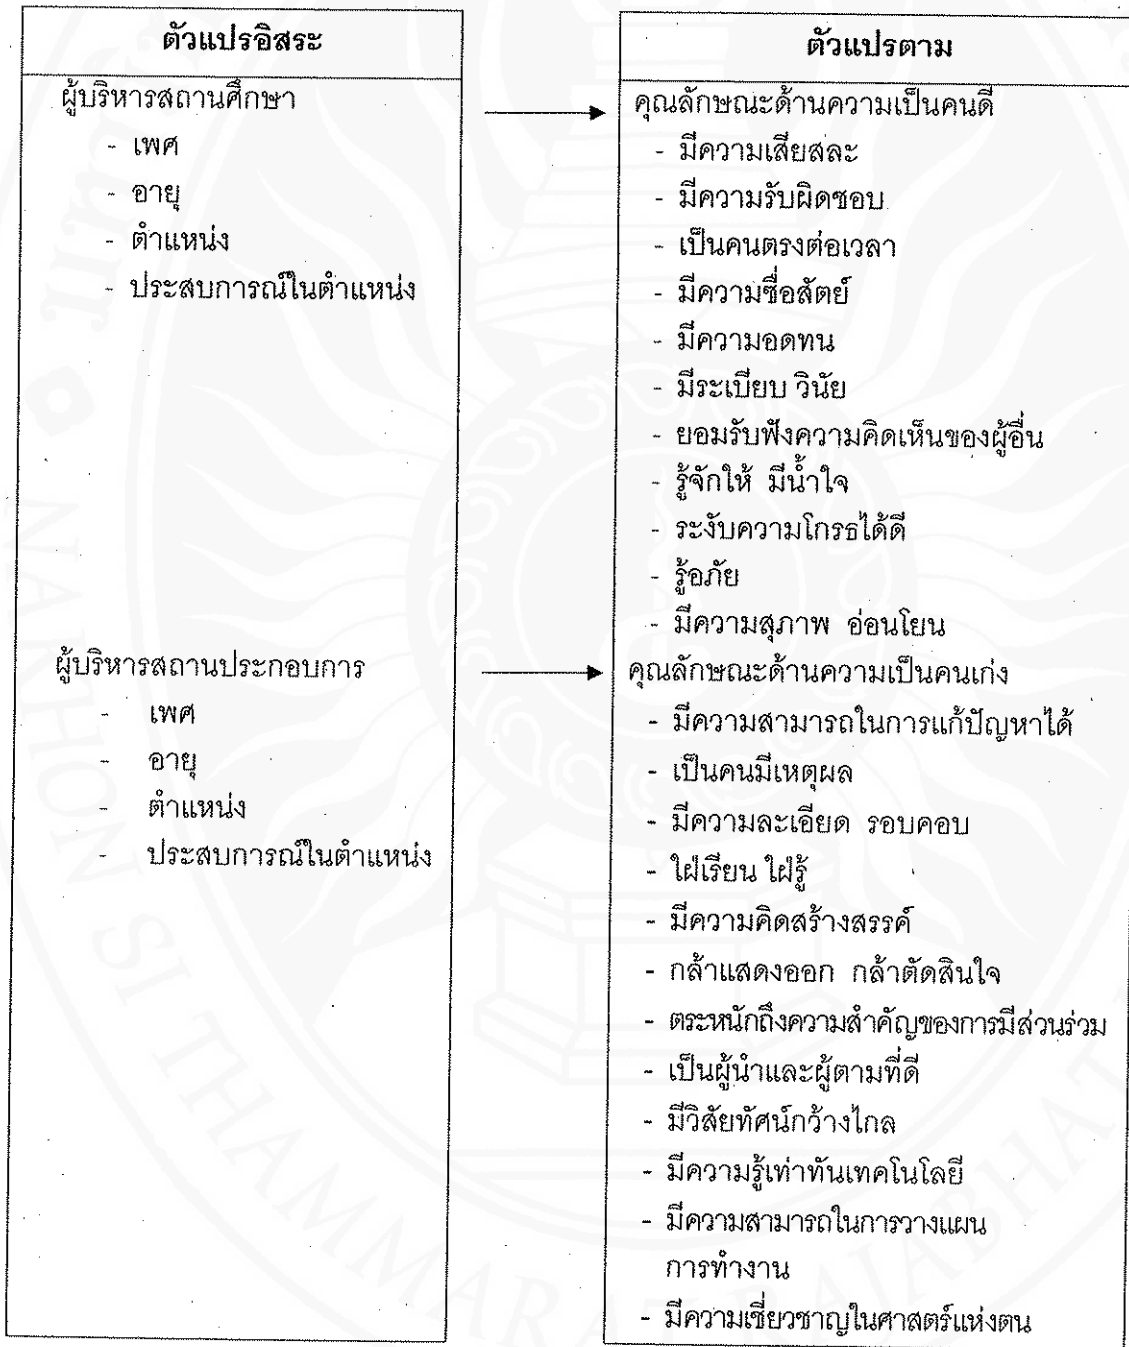 ตัวแปรอิสระ
ผู้บริหารสถานศึกษา
- เพศ
- อายุ
- ตำแหน่ง
- ประสบการณ์ในตำแหน่ง
ผู้บริหารสถานประกอบการ
- เพศ
- อายุ
- ตำแหน่ง
- ประสบการณ์ในตำแหน่ง
ตัวแปรตาม
คุณลักษณะด้านความเป็นคนดี
- มีความเสียสละ
- มีความรับผิดชอบ
- เป็นคนตรงต่อเวลา
- มีความซื่อสัตย์
- มีความอดทน
- มีระเบียบ วินัย
- ยอมรับฟังความคิดเห็นของผู้อื่น
- รู้จักให้ มีน้ำใจ
- ระงับความโกรธได้ดี
- รู้อภัย
- มีความสุภาพ อ่อนโยน
คุณลักษณะด้านความเป็นคนเก่ง
- มีความสามารถในการแก้ปัญหาได้
- เป็นคนมีเหตุผล
- มีความละเอียด รอบคอบ
- ใฝ่เรียน ใฝ่รู้
- มีความคิดสร้างสรรค์
- กล้าแสดงออก กล้าตัดสินใจ
- ตระหนักถึงความสำคัญของการมีส่วนร่วม
- เป็นผู้นำและผู้ตามที่ดี
- มีวิสัยทัศน์กว้างไกล
- มีความรู้เท่าทันเทคโนโลยี
- มีความสามารถในการวางแผน
การทำงาน
- มีความเชี่ยวชาญในศาสตร์แห่งตน
NAKHON SI THAMMARAT RAJABHAT